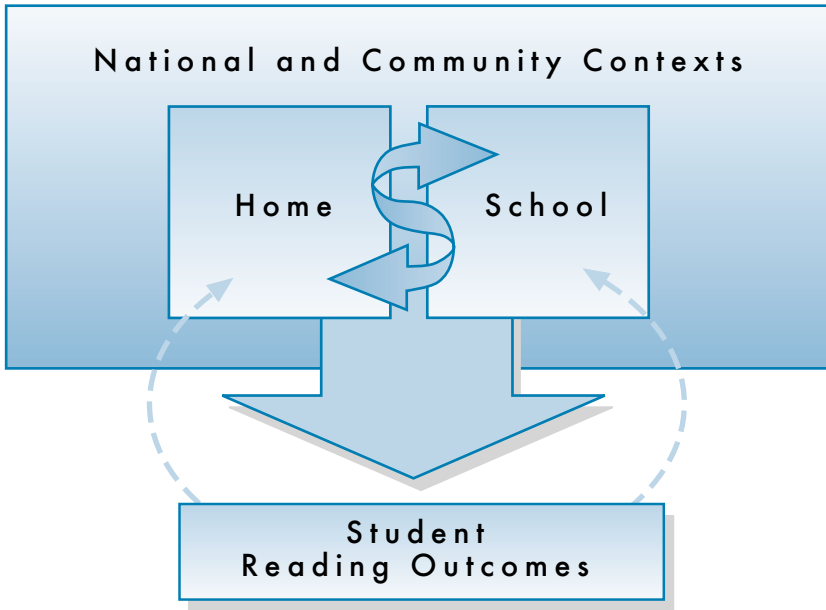 National and Community Contexts
Home
School
Student
Reading Outcomes